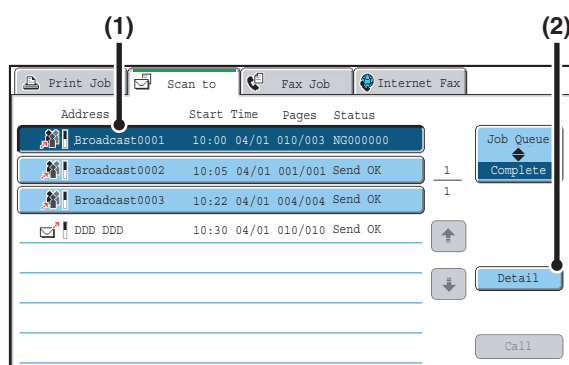 (1) (2)
Print Job Scan to Fax Job Internet Fax
Address Start Time Pages Status
Broadcast0001 10:00 04/01 010/003 NG000000
Job Queue
Complete
Broadcast0002 10:05 04/01 001/001 Send OK
1
1
Broadcast0003 10:22 04/01 004/004 Send OK
DDD DDD 10:30 04/01 010/010 Send OK
Detail
Call